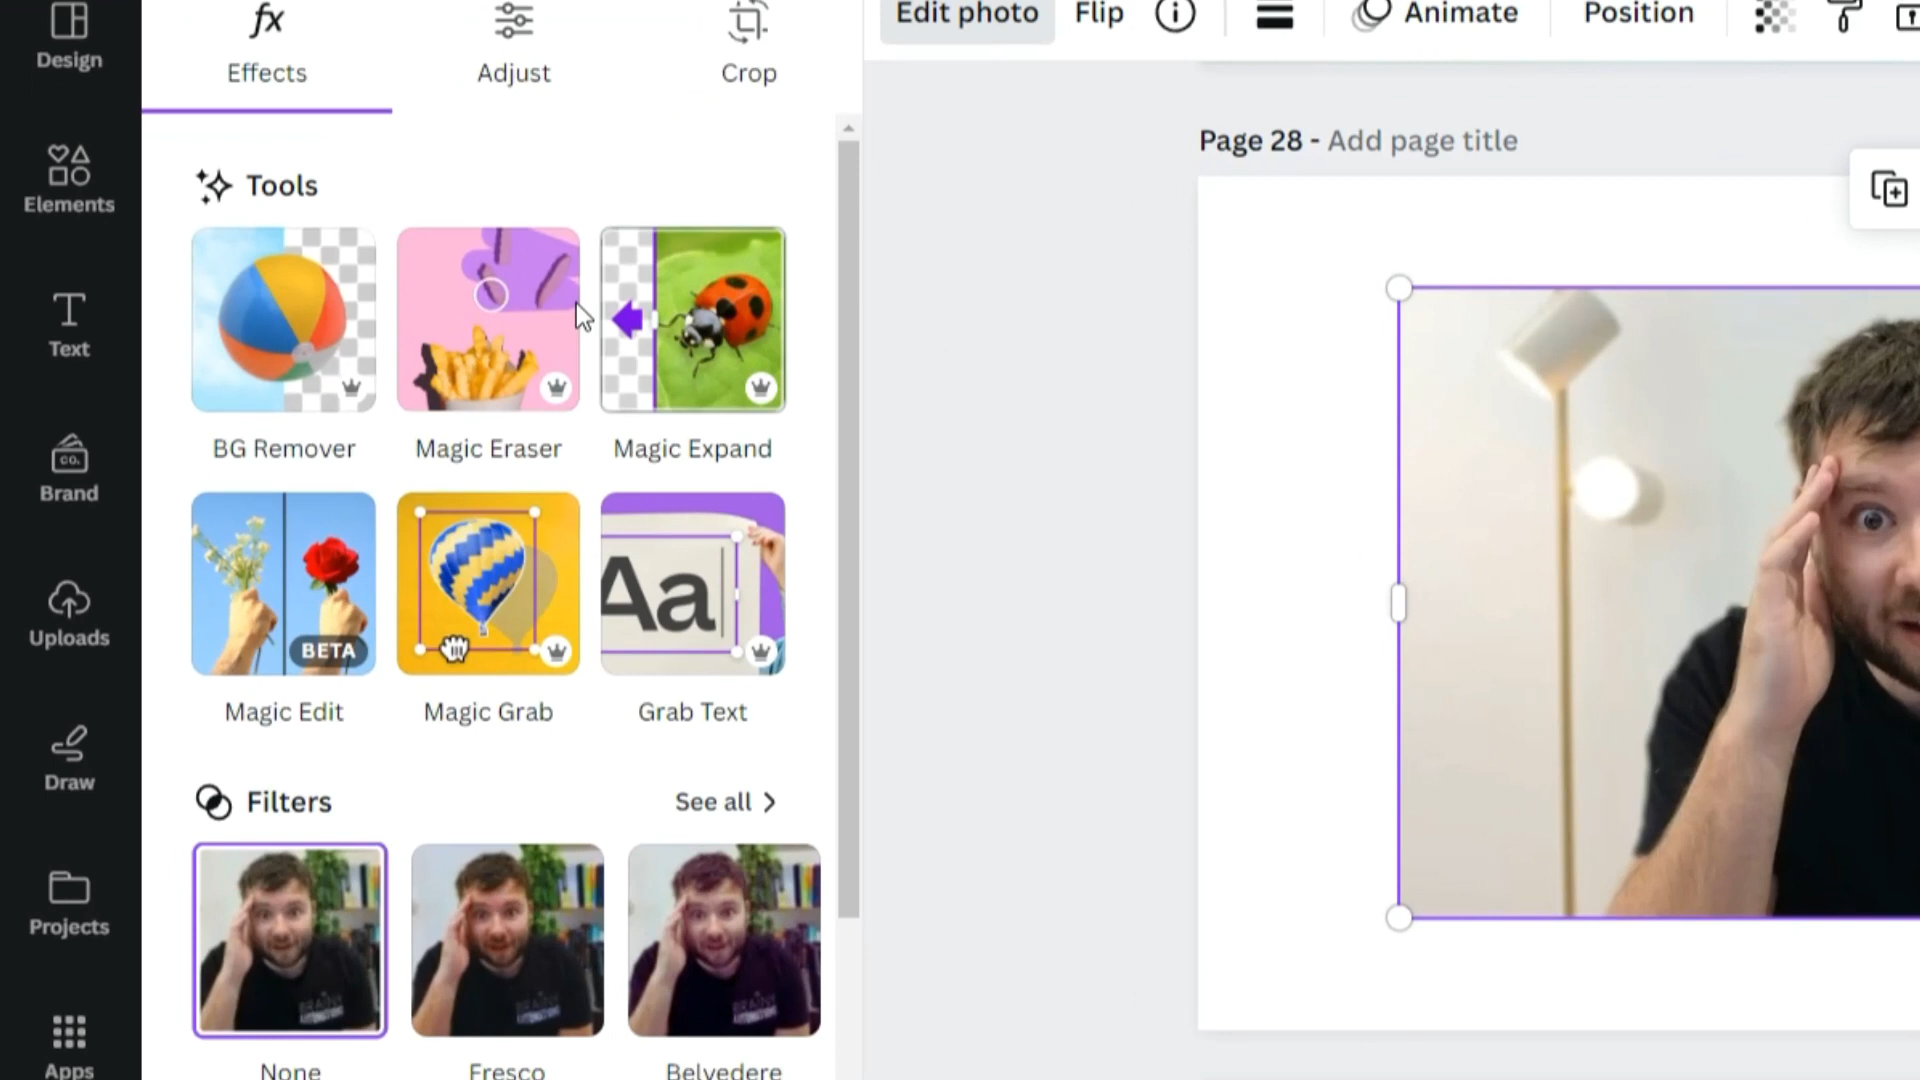 Design
Elements
Text
Brand
CO.
Uploads
Draw
Projects
Apps
fx
Effects
Adjust
Crop
Tools
BG Remover
Magic Eraser
Magic Expand
BETA
Aa
Magic Edit
Magic Grab
Grab Text
Filters
See all
None
Fresco
Belvedere
Edit photo
Flip
Animate
Position
Page 28 - Add page title